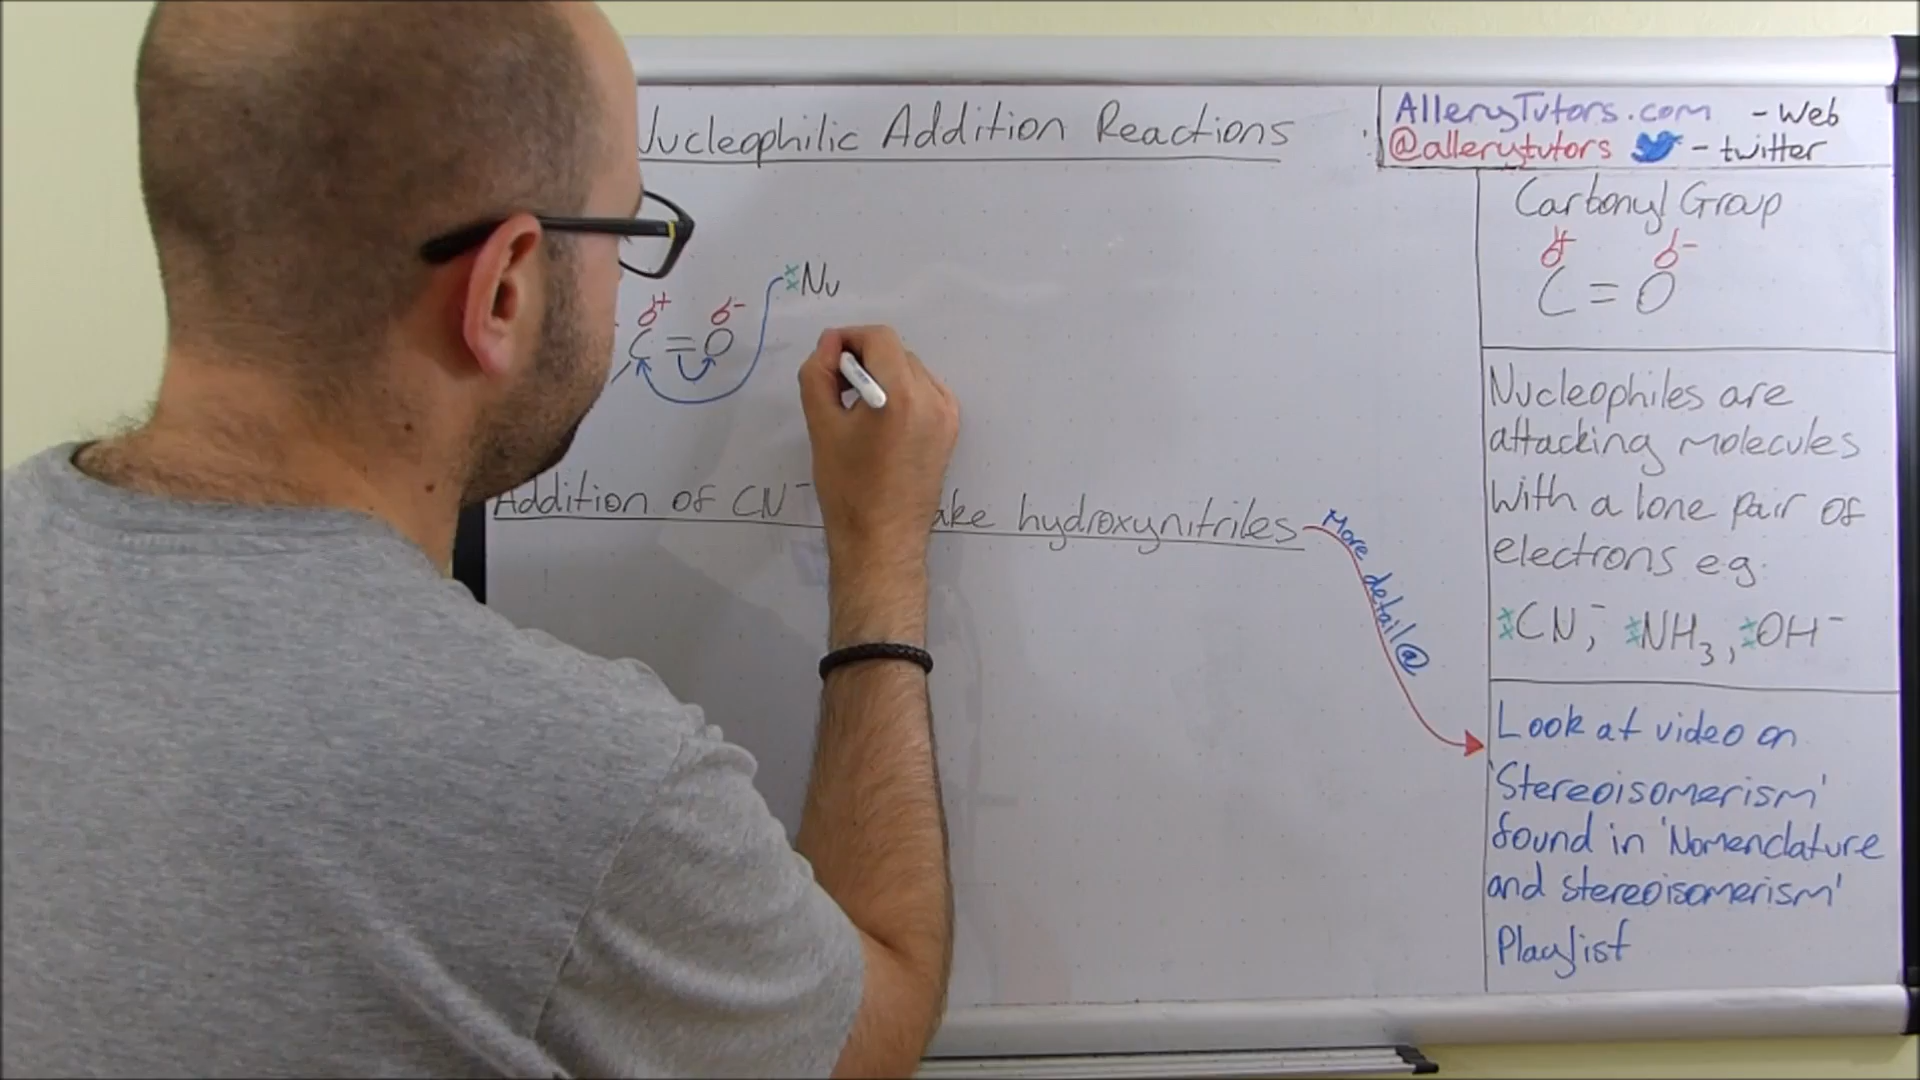 Nucleophilic Addition Reactions
AlleryTutors.com - Web
@allerytutors - twitter
Carbonyl Group
δ+ δ-
C = O
××Nu
δ+ δ-
C = O
Nucleophiles are
attacking molecules
with a lone pair of
electrons e.g.
××CN-, ××NH3, ××OH-
Addition of CN- ake hydroxynitriles
More detail @
Look at video on
'Stereoisomerism'
found in 'Nomenclature
and stereoisomerism'
Playlist